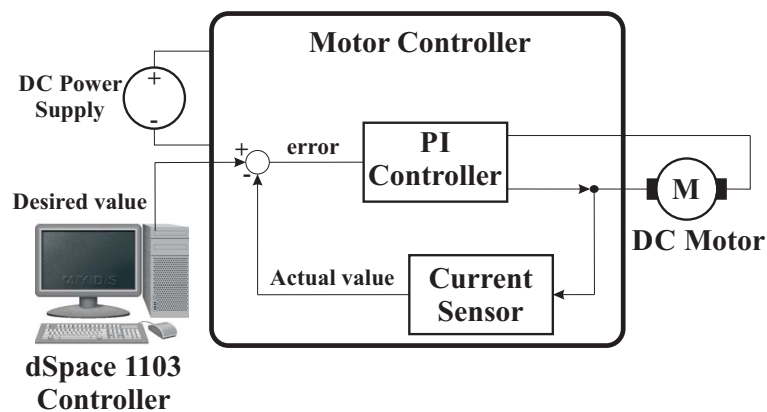 Motor Controller
DC Power
Supply
+
-
+
-
error
PI
Controller
M
DC Motor
Desired value
Actual value
Current
Sensor
dSpace 1103
Controller